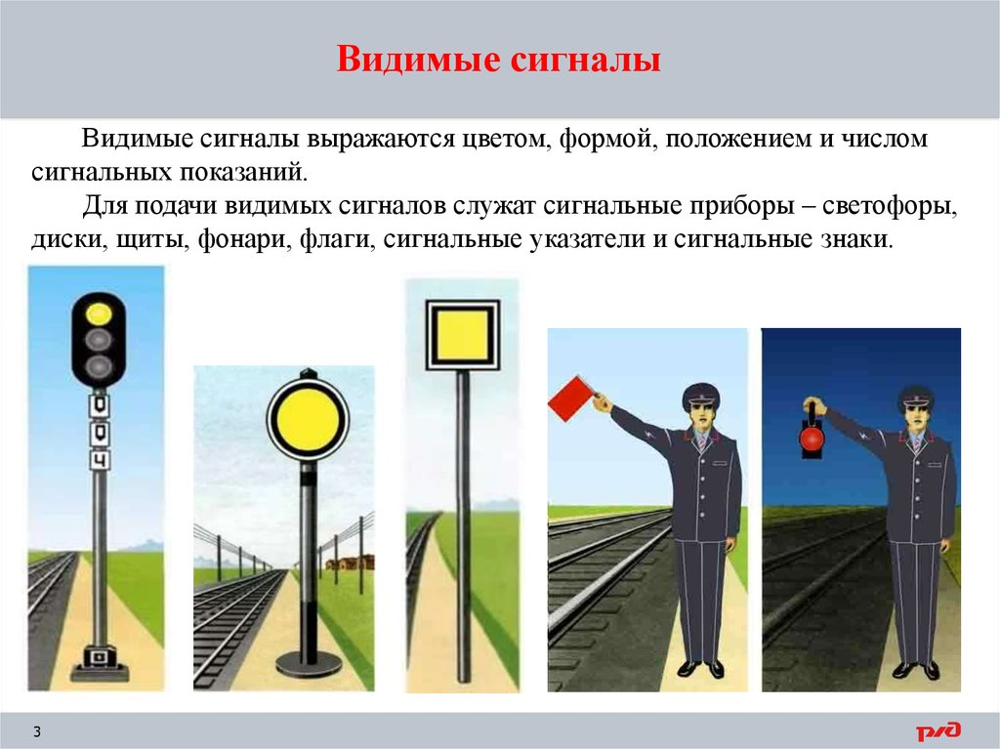 Видимые сигналы
Видимые сигналы выражаются цветом, формой, положением и числом
сигнальных показаний.
Для подачи видимых сигналов служат сигнальные приборы – светофоры,
диски, щиты, фонари, флаги, сигнальные указатели и сигнальные знаки.
0
0
4
3
ржд